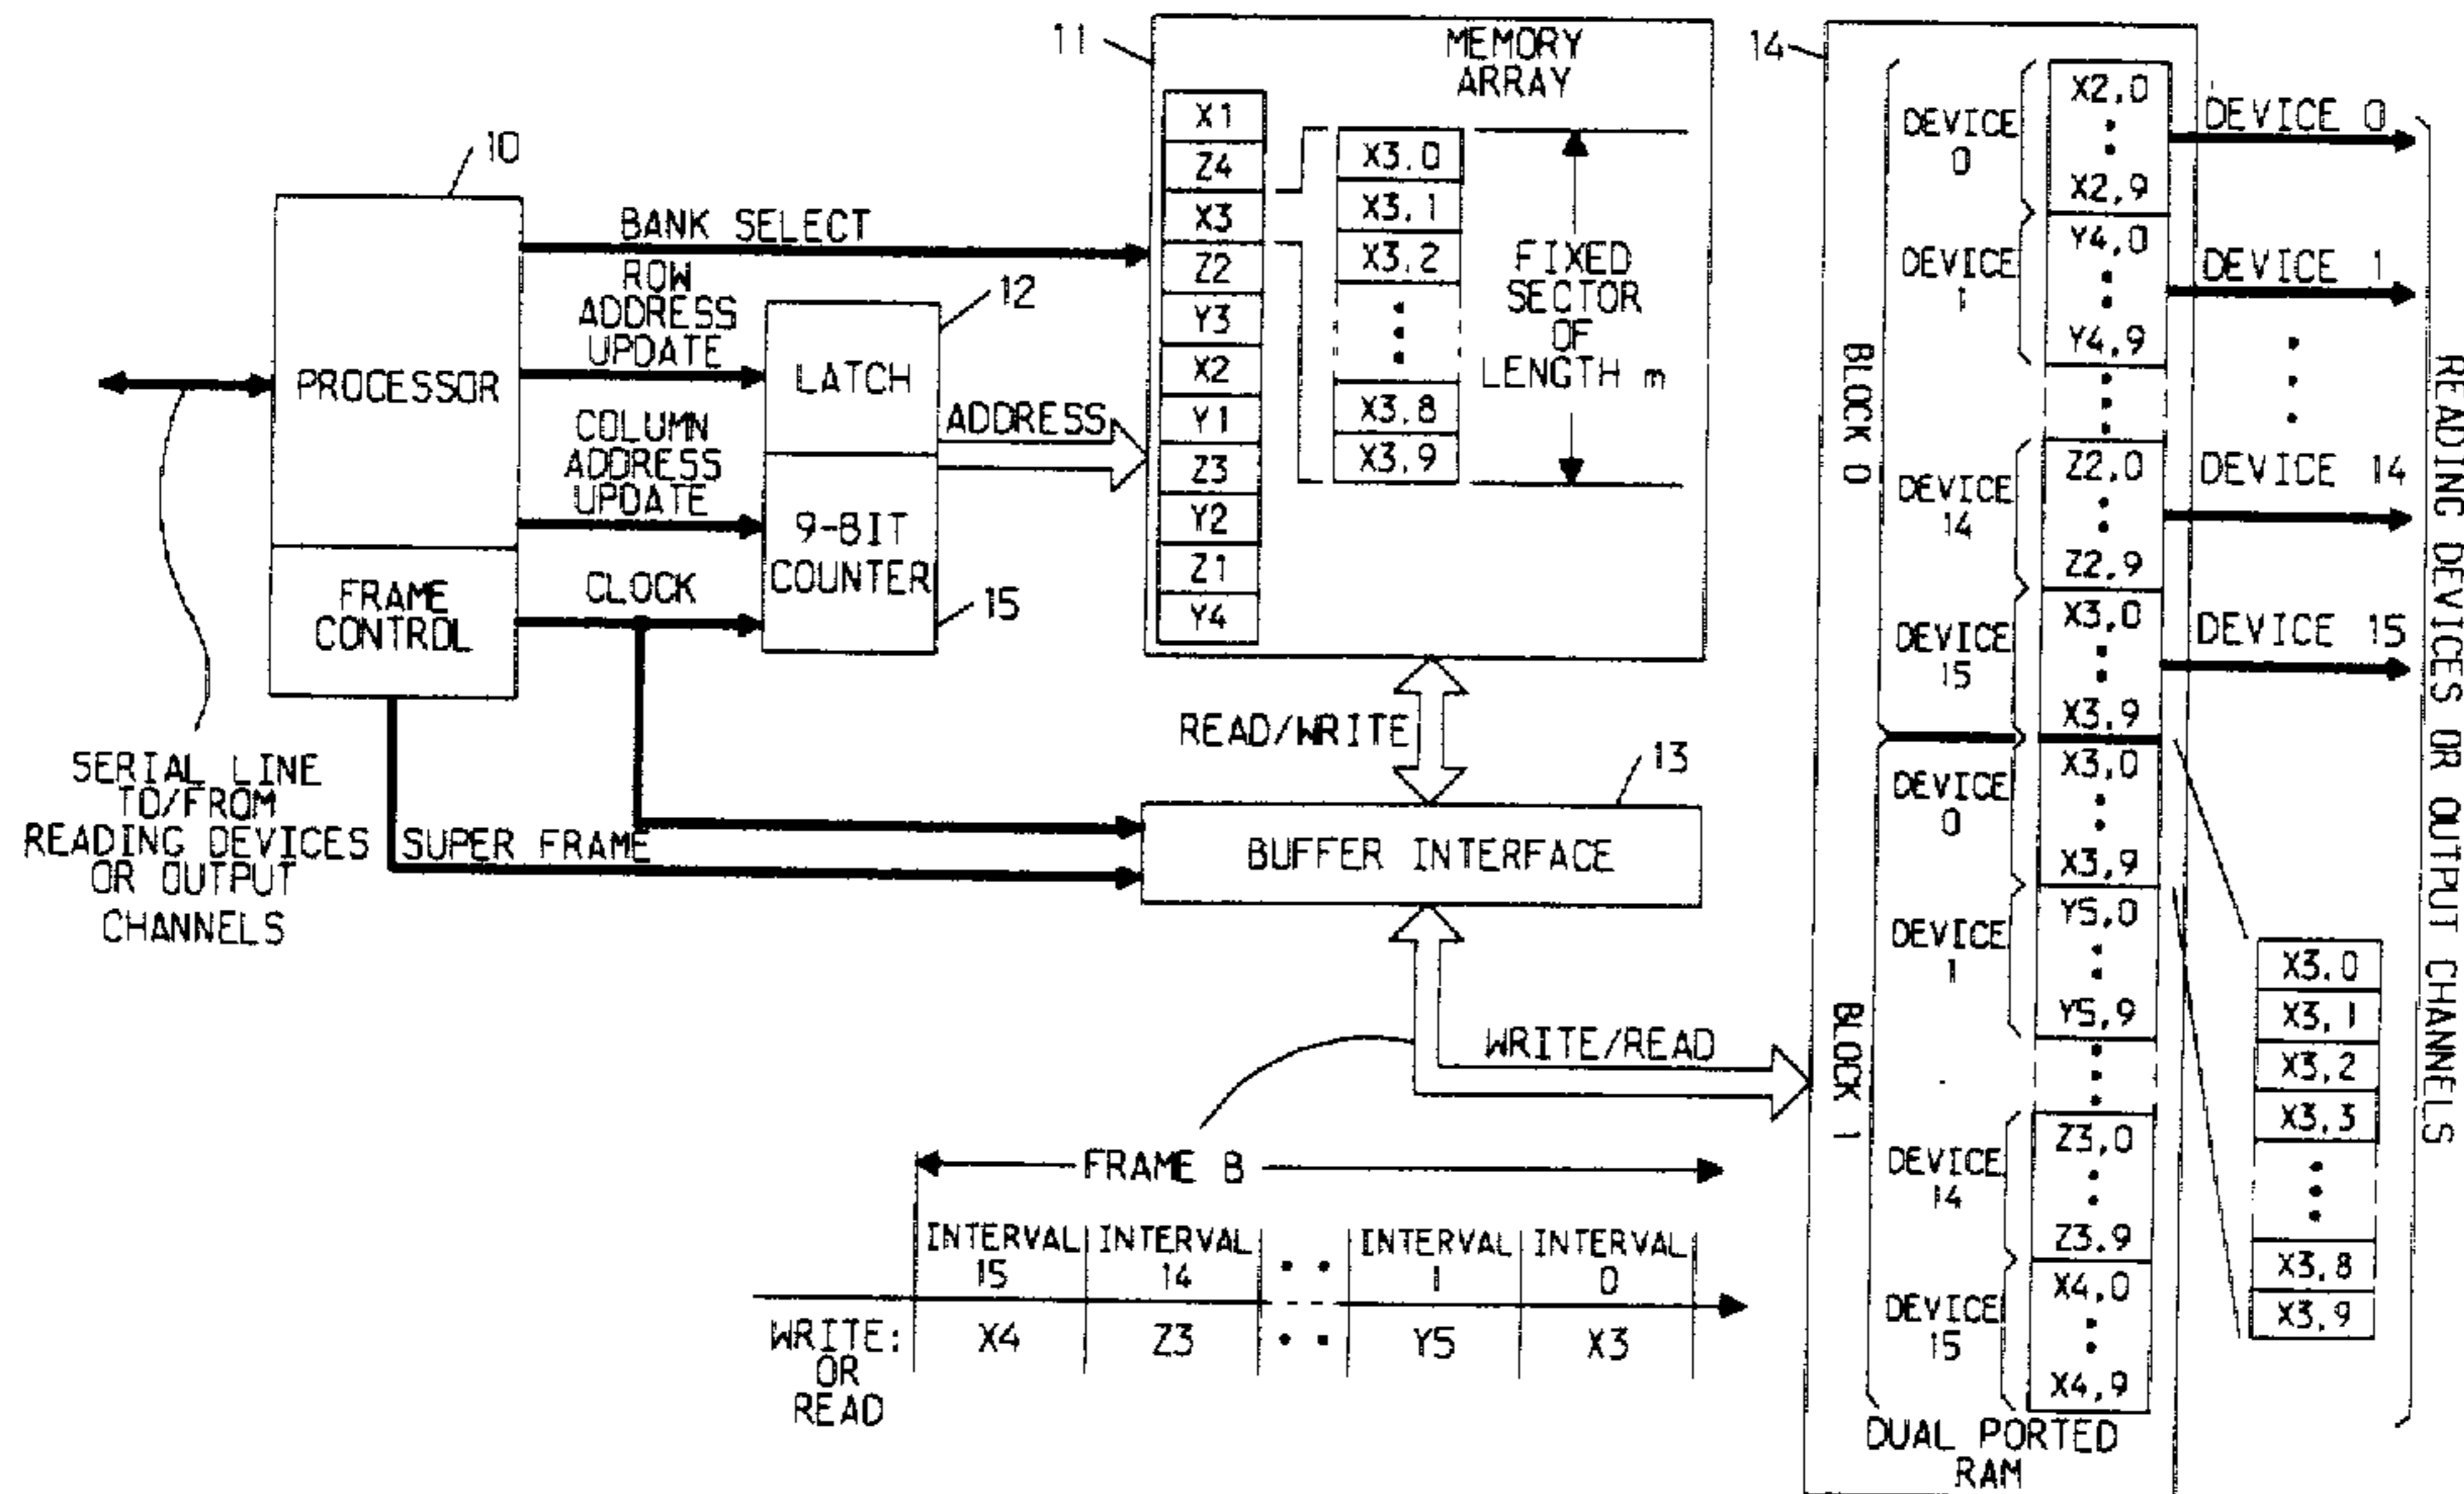 10
PROCESSOR
FRAME
CONTROL
SERIAL LINE
TO/FROM
READING DEVICES
OR OUTPUT
CHANNELS
BANK SELECT
ROW
ADDRESS
UPDATE
COLUMN
ADDRESS
UPDATE
CLOCK
SUPER FRAME
12
LATCH
9-BIT
COUNTER
15
ADDRESS
11
MEMORY
ARRAY
X1
Z4
X3
Z2
Y3
X2
Y1
Z3
Y2
Z1
Y4
X3,0
X3,1
X3,2
X3,8
X3,9
FIXED
SECTOR
OF
LENGTH m
READ/WRITE
13
BUFFER INTERFACE
WRITE/READ
FRAME B
INTERVAL
15
INTERVAL
14
INTERVAL
1
INTERVAL
0
WRITE:
OR
READ
X4
Z3
Y5
X3
14
BLOCK 0
DEVICE
0
X2,0
X2,9
DEVICE
1
Y4,0
Y4,9
DEVICE
14
Z2,0
Z2,9
DEVICE
15
X3,0
X3,9
BLOCK 1
DEVICE
0
X3,0
X3,9
DEVICE
1
Y5,0
Y5,9
DEVICE
14
Z3,0
Z3,9
DEVICE
15
X4,0
X4,9
DUAL PORTED
RAM
DEVICE 0
DEVICE 1
DEVICE 14
DEVICE 15
X3,0
X3,1
X3,2
X3,3
X3,8
X3,9
READING DEVICES OR OUTPUT CHANNELS